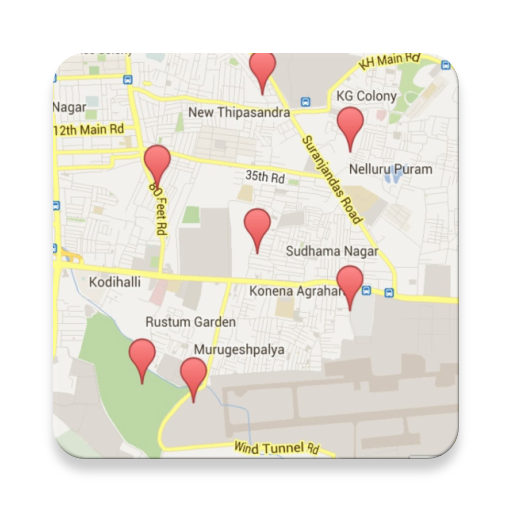 Colony
KH Main Rd
KG Colony
Nagar
New Thipasandra
12th Main Rd
Suranjandas Road
Nelluru Puram
35th Rd
80 Feet Rd
Sudhama Nagar
Kodihalli
Konena Agrahar
Rustum Garden
Murugeshpalya
Wind Tunnel Rd